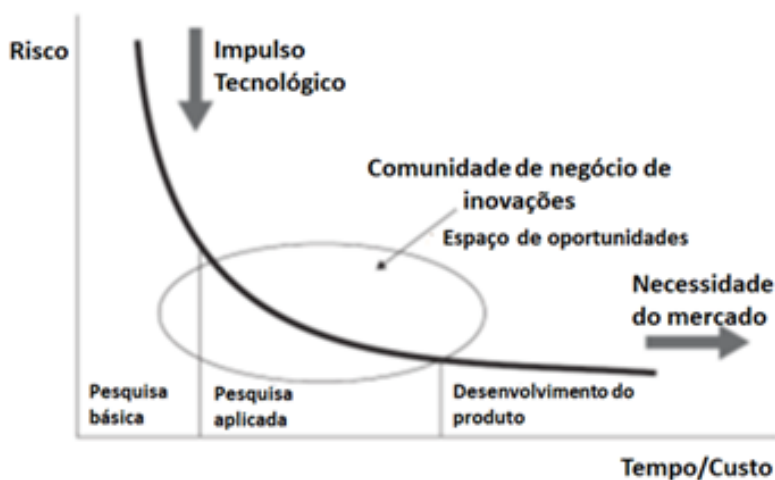 Risco
Impulso
Tecnológico
Comunidade de negócio de
inovações
Espaço de oportunidades
Necessidade
do mercado
Pesquisa
básica
Pesquisa
aplicada
Desenvolvimento do
produto
Tempo/Custo